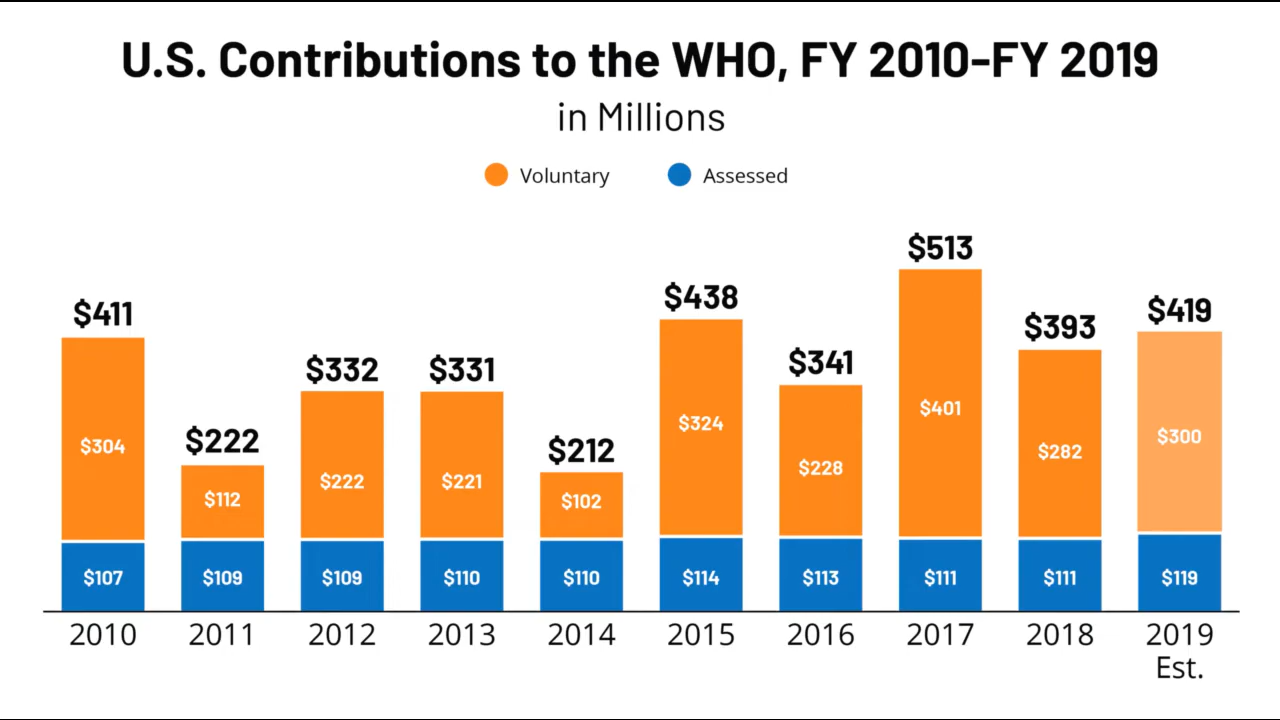 U.S. Contributions to the WHO, FY 2010-FY 2019
in Millions
Voluntary Assessed
$411 $222 $332 $331 $212 $438 $341 $513 $393 $419
$304 $112 $222 $221 $102 $324 $228 $401 $282 $300
$107 $109 $109 $110 $110 $114 $113 $111 $111 $119
2010 2011 2012 2013 2014 2015 2016 2017 2018 2019
Est.